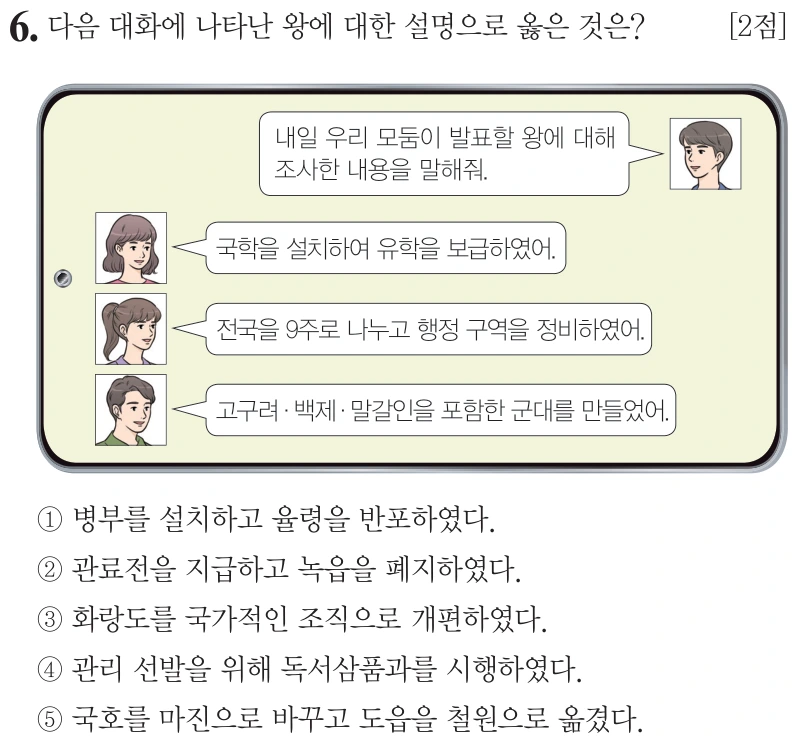 6. 다음 대화에 나타난 왕에 대한 설명으로 옳은 것은? [2점]
내일 우리 모둠이 발표할 왕에 대해
조사한 내용을 말해줘.
국학을 설치하여 유학을 보급하였어.
전국을 9주로 나누고 행정 구역을 정비하였어.
고구려·백제·말갈인을 포함한 군대를 만들었어.
① 병부를 설치하고 율령을 반포하였다.
② 관료전을 지급하고 녹읍을 폐지하였다.
③ 화랑도를 국가적인 조직으로 개편하였다.
④ 관리 선발을 위해 독서삼품과를 시행하였다.
⑤ 국호를 마진으로 바꾸고 도읍을 철원으로 옮겼다.